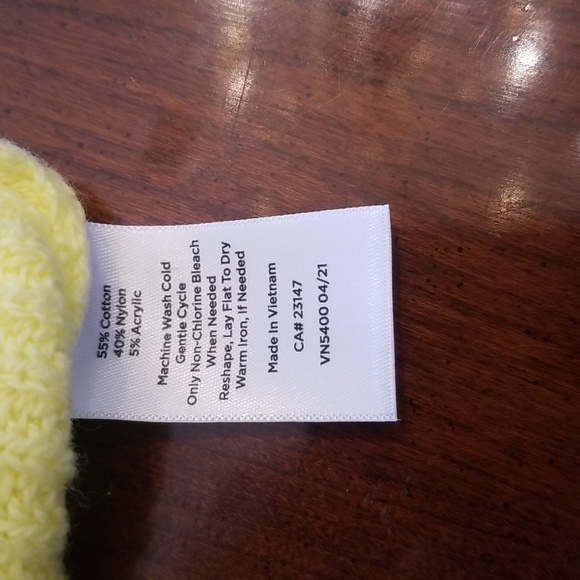 55% Cotton
40% Nylon
5% Acrylic
Machine Wash Cold
Gentle Cycle
Only Non-Chlorine Bleach
When Needed
Reshape, Lay Flat To Dry
Warm Iron, If Needed
Made In Vietnam
CA# 23147
VN5400 04/21